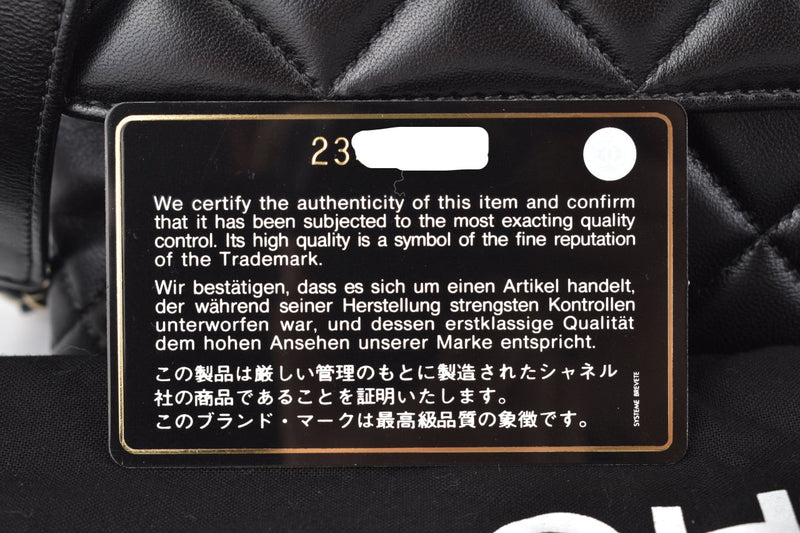 23
We certify the authenticity of this item and confirm
that it has been subjected to the most exacting quality
control. Its high quality is a symbol of the fine reputation
of the Trademark.
Wir bestätigen, dass es sich um einen Artikel handelt,
der während seiner Herstellung strengsten Kontrollen
unterworfen war, und dessen erstklassige Qualität
dem hohen Ansehen unserer Marke entspricht.
この製品は厳しい管理のもとに製造されたシャネル
社の商品であることを証明いたします。
このブランド・マークは最高級品質の象徴です。
SYSTEME BREVETE